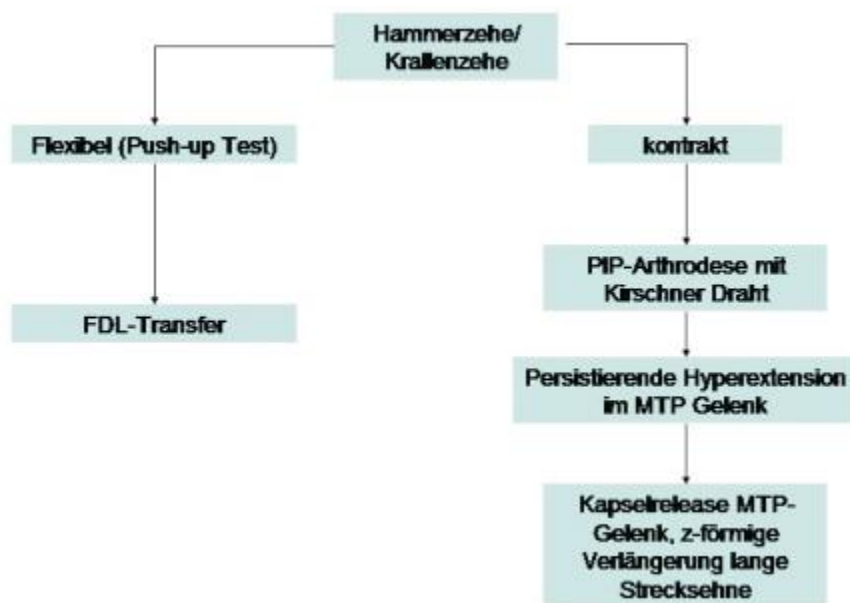 Hammerzehe/
Krallenzehe
Flexibel (Push-up Test)
kontrakt
PIP-Arthrodese mit
Kirschner Draht
FDL-Transfer
Persistierende Hyperextension
im MTP Gelenk
Kapselrelease MTP-
Gelenk, z-förmige
Verlängerung lange
Strecksehne